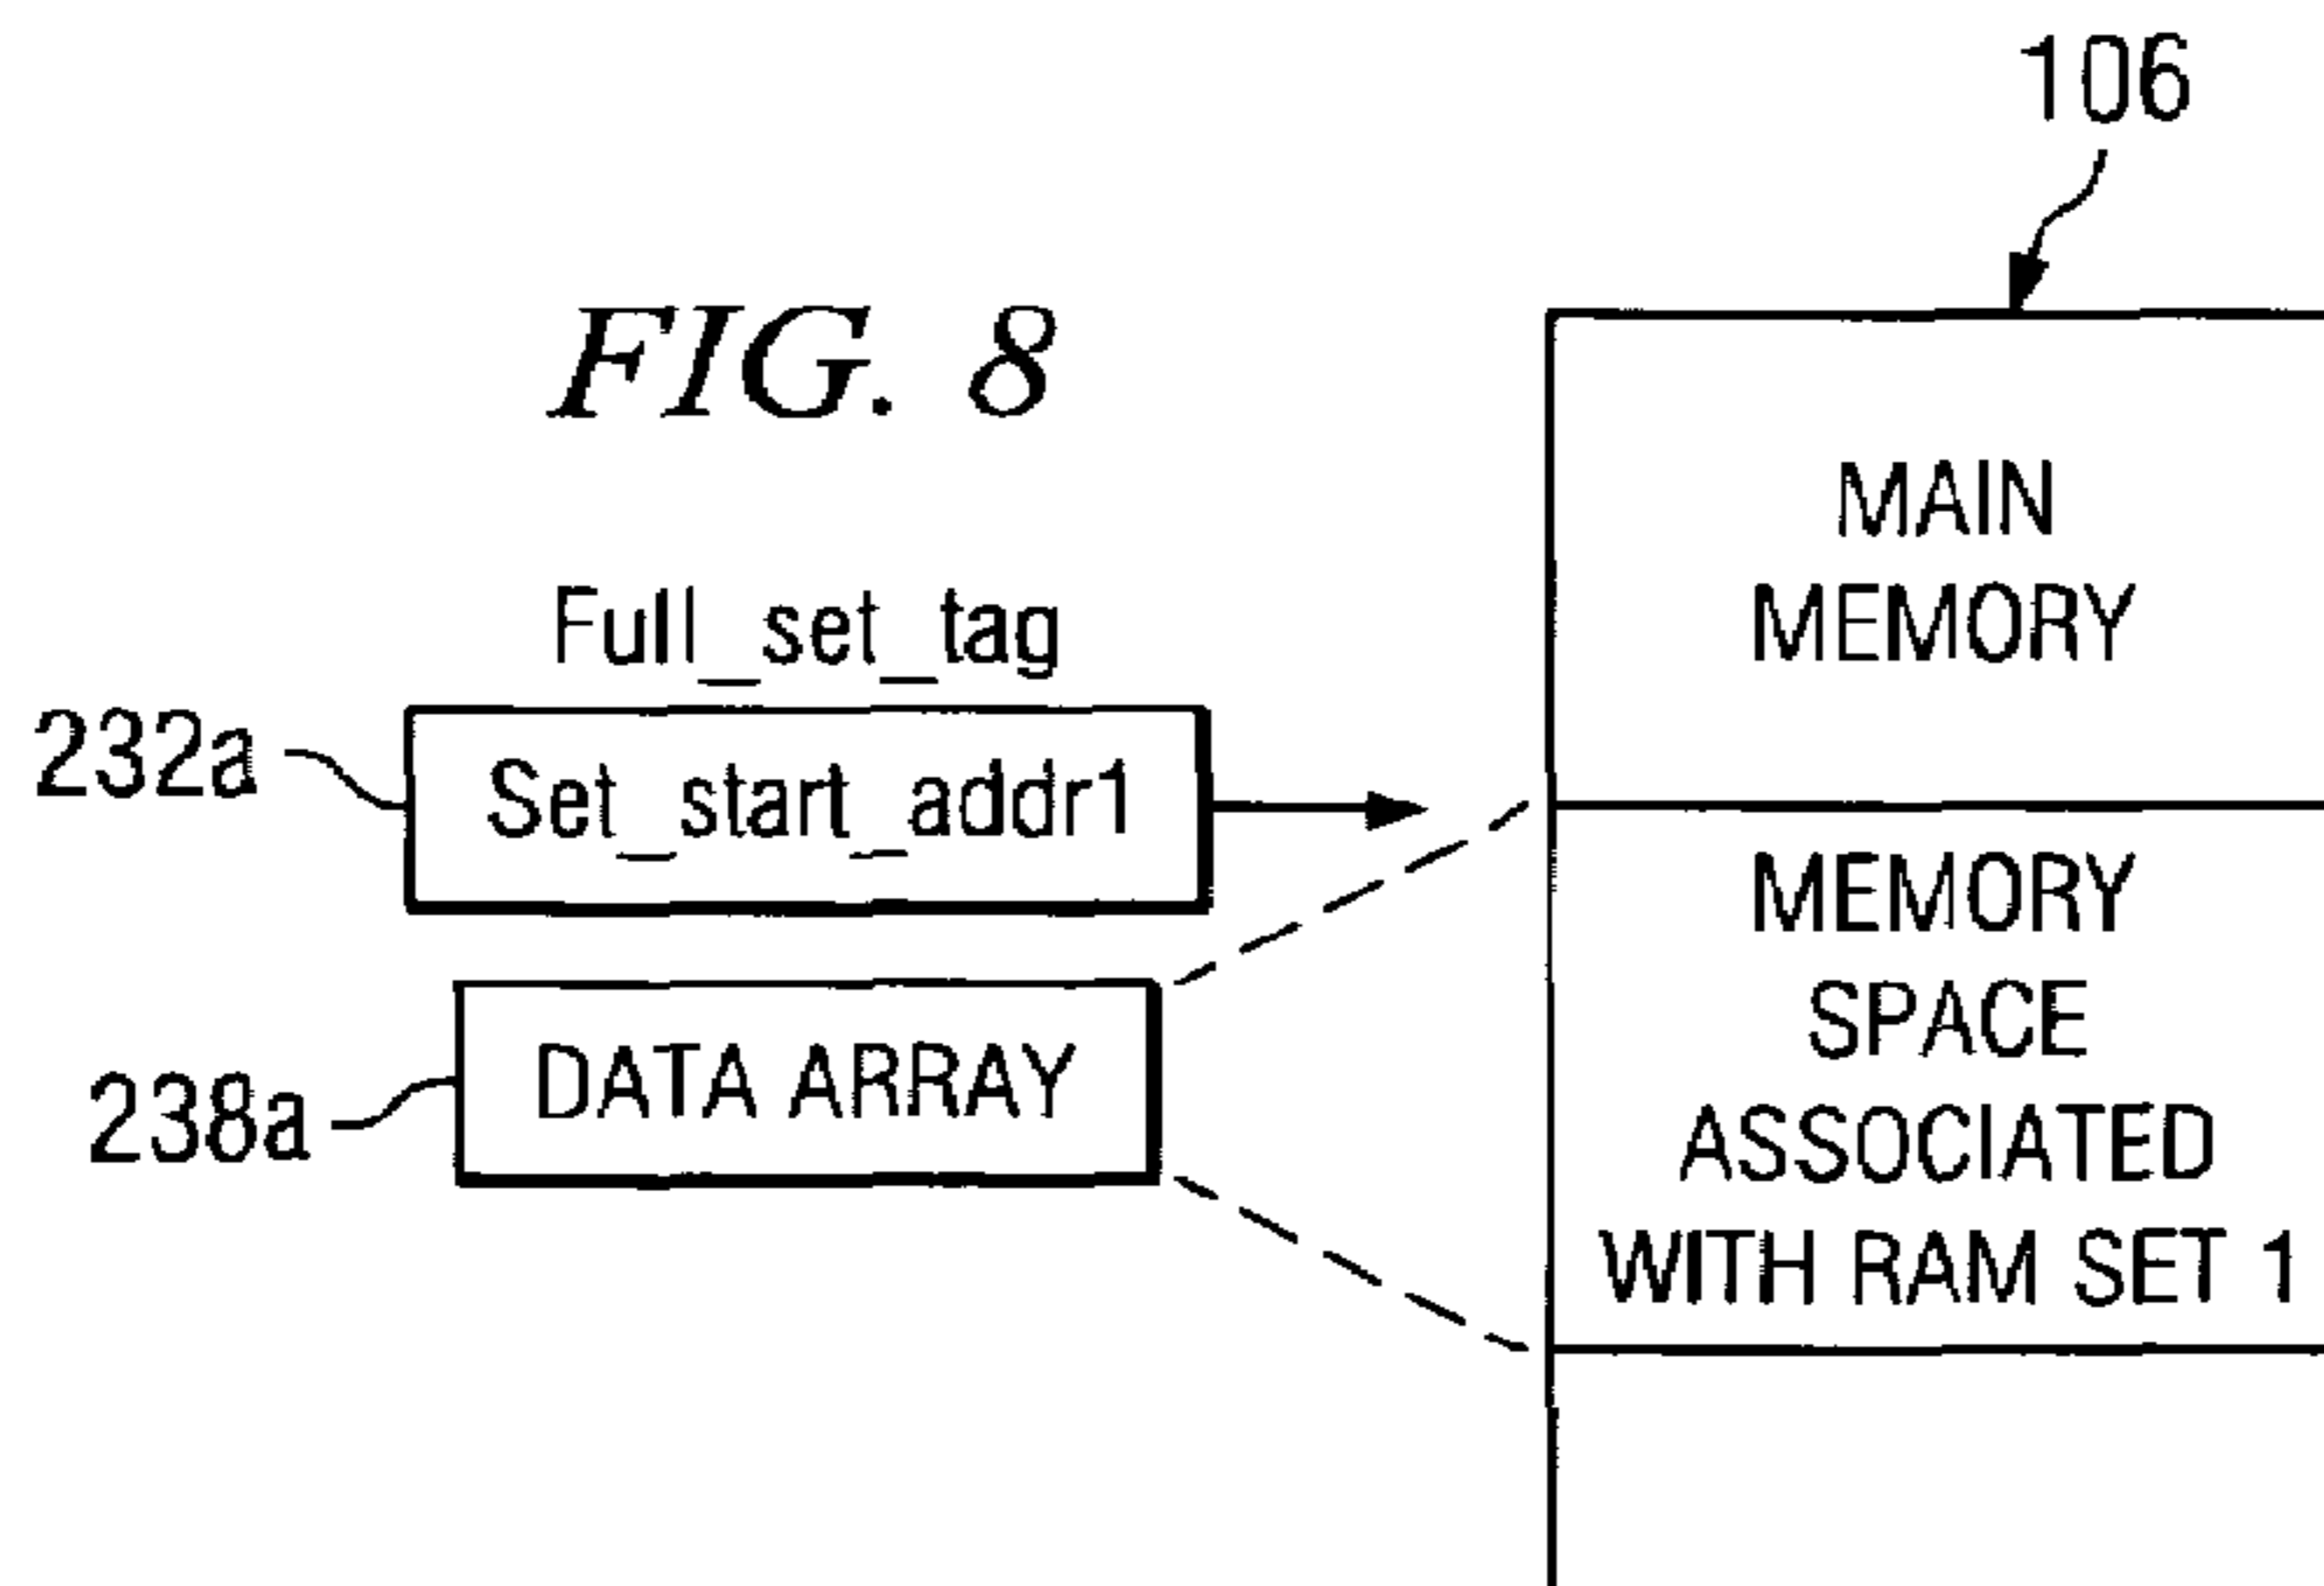 106
FIG. 8
MAIN
MEMORY
Full_set_tag
232a
Set_start_addr1
MEMORY
SPACE
ASSOCIATED
WITH RAM SET 1
238a
DATA ARRAY